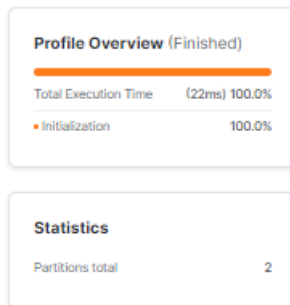 Profile Overview (Finished)
Total Execution Time (22ms) 100.0%
Initialization 100.0%
Statistics
Partitions total 2